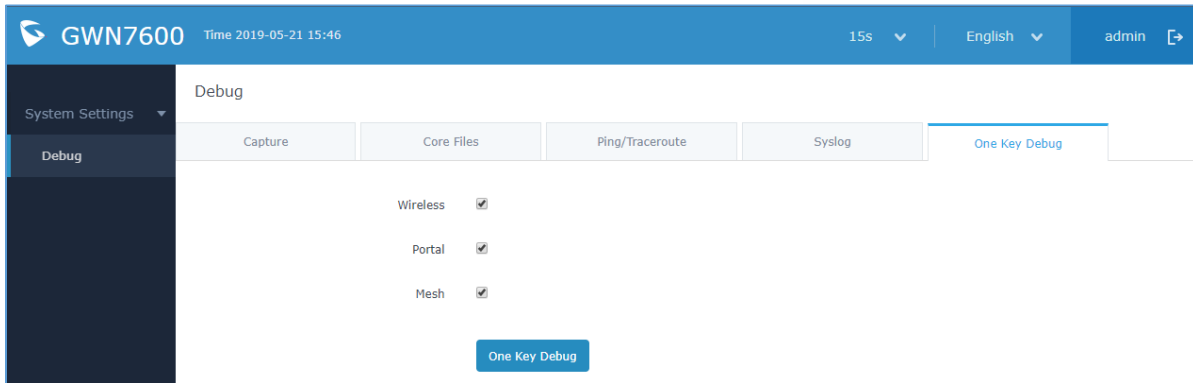 GWN7600 Time 2019-05-21 15:46 15s English admin
System Settings
Debug
Debug
Capture Core Files Ping/Traceroute Syslog One Key Debug
Wireless
Portal
Mesh
One Key Debug